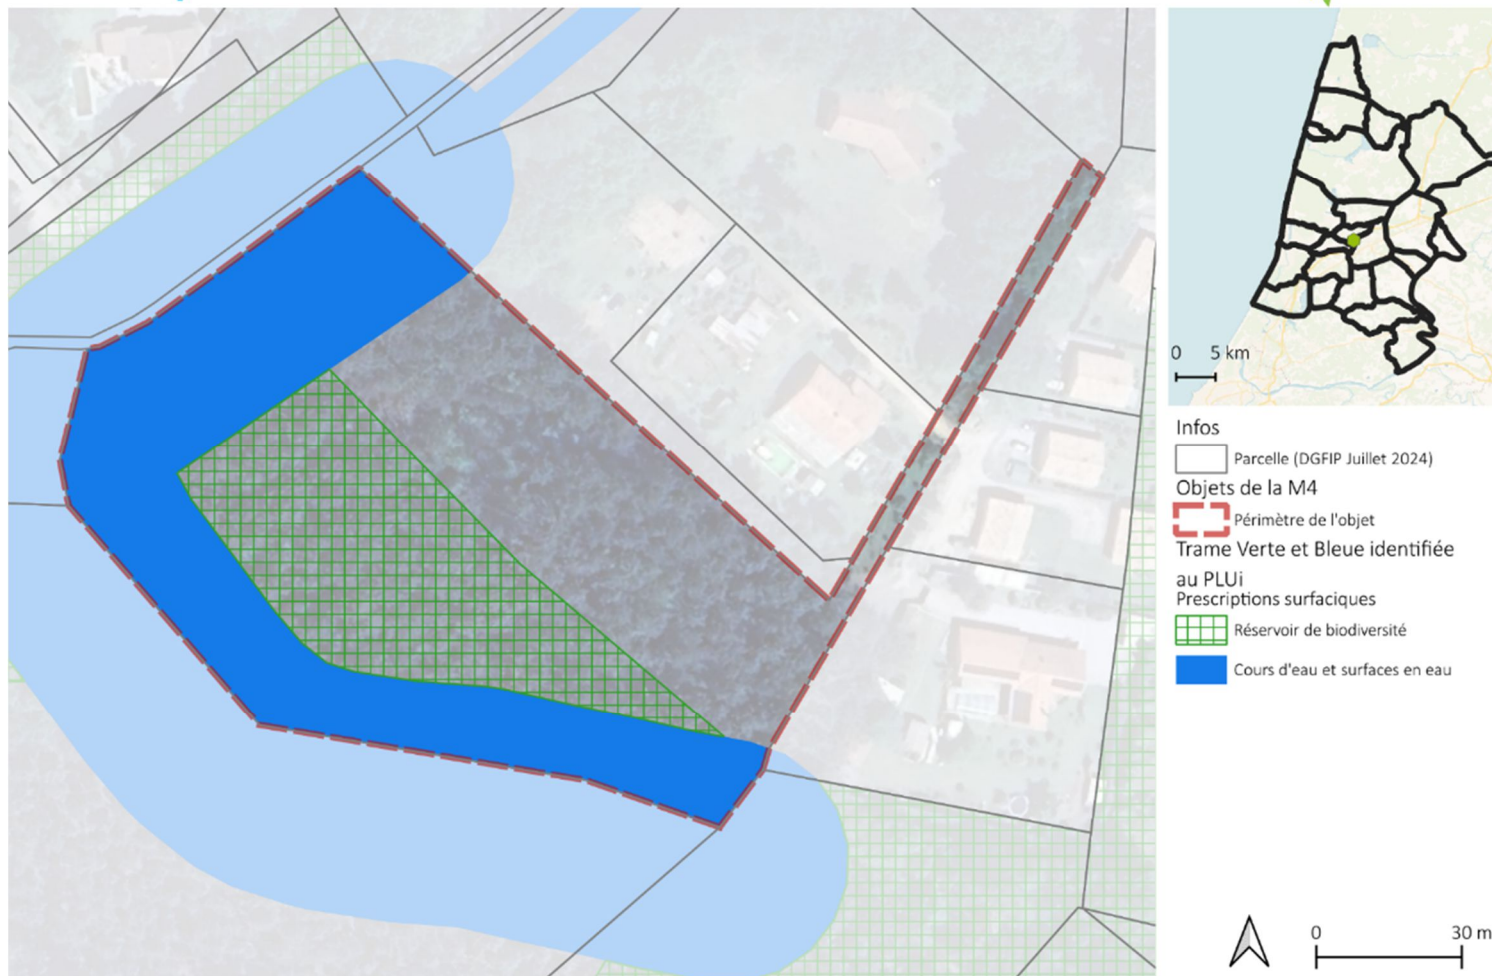 0 5 km
Infos
Parcelle (DGFIP Juillet 2024)
Objets de la M4
Périmètre de l'objet
Trame Verte et Bleue identifiée
au PLUi
Prescriptions surfaciques
Réservoir de biodiversité
Cours d'eau et surfaces en eau
0 30 m